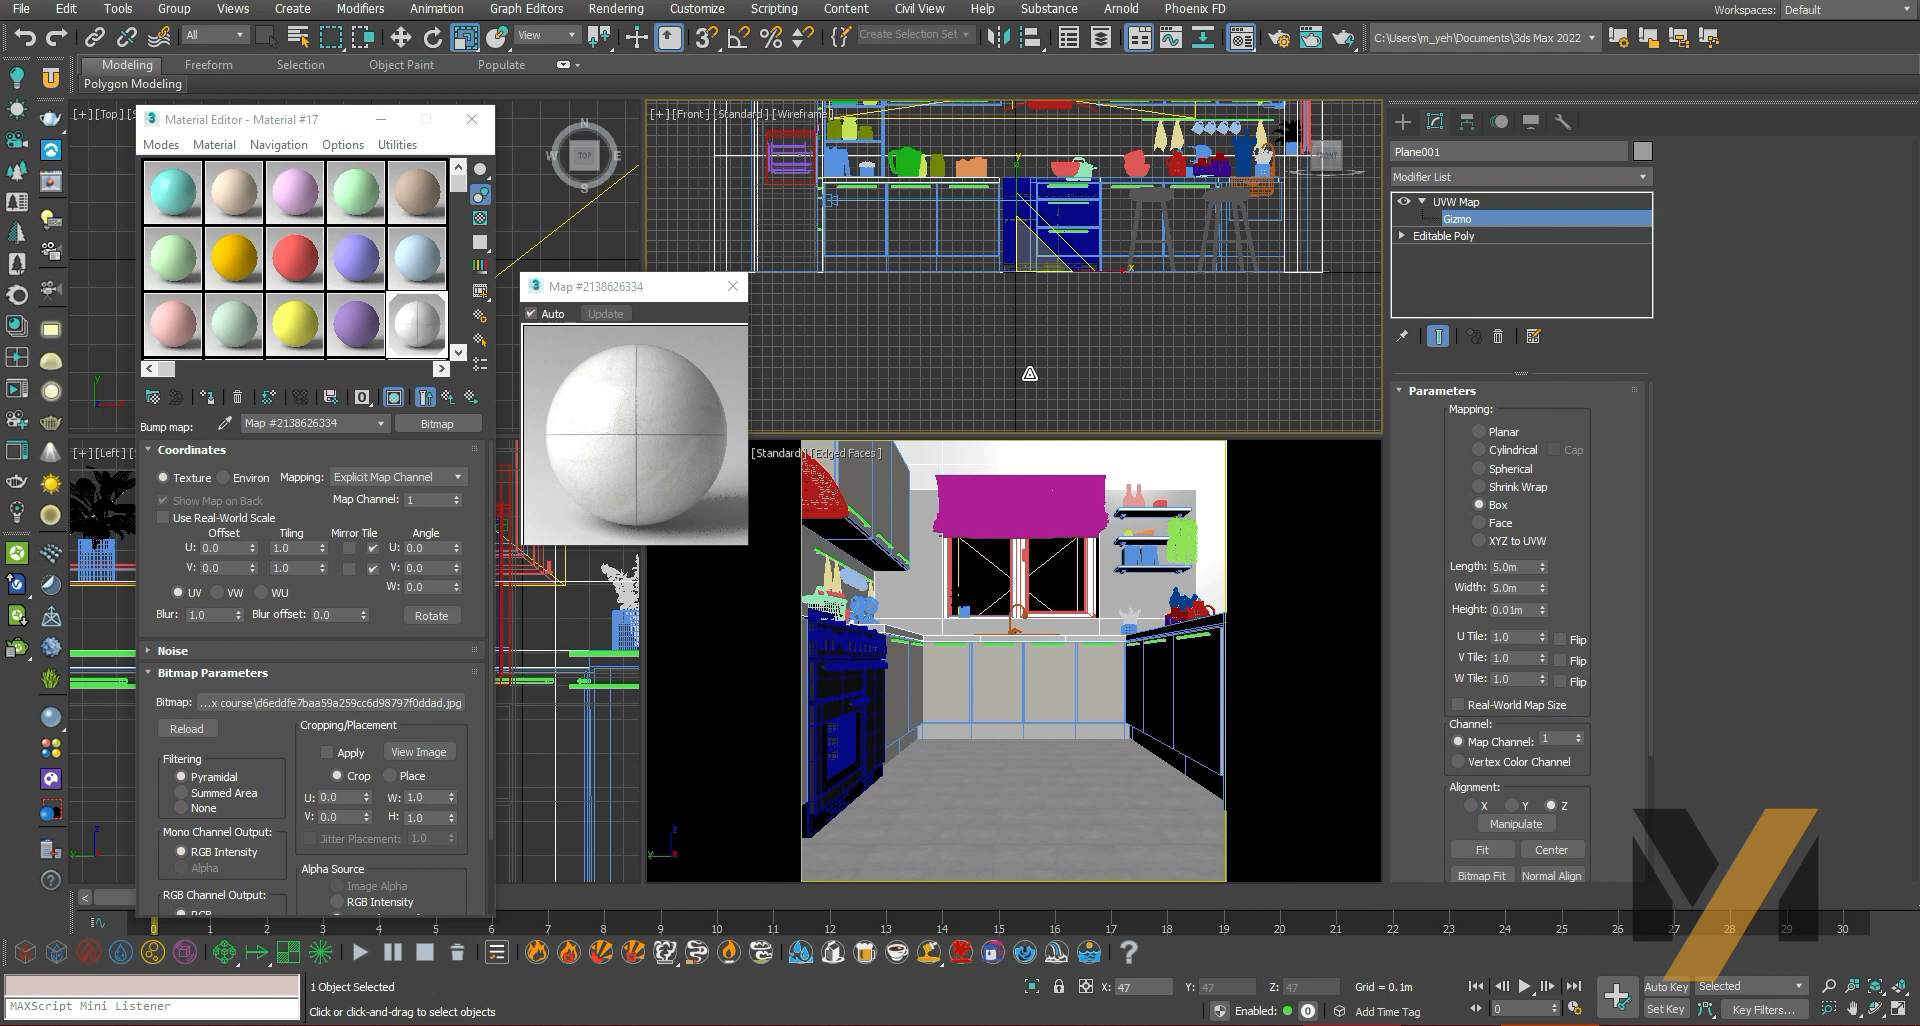 File Edit Tools Group Views Create Modifiers Animation Graph Editors Rendering Customize Scripting Content Civil View Help Substance Arnold Phoenix FD Workspaces: Default
All View Create Selection Set C:\Users\m_yeh\Documents\3ds Max 2022
Modeling Freeform Selection Object Paint Populate
Polygon Modeling
[+] [Top] [S
Material Editor - Material #17
Modes Material Navigation Options Utilities
N
W TOP E
S
[+] [Front] [Standard] [Wireframe]
FRONT
y
x
Map #2138626334
Auto Update
Bump map: Map #2138626334 Bitmap
Coordinates
Texture Environ Mapping: Explicit Map Channel
Show Map on Back Map Channel: 1
Use Real-World Scale
Offset Tiling Mirror Tile Angle
U: 0.0 1.0 U: 0.0
V: 0.0 1.0 V: 0.0
W: 0.0
UV VW WU
Blur: 1.0 Blur offset: 0.0 Rotate
Noise
Bitmap Parameters
Bitmap: ...x course\d6eddfe7baa59a259cc6d98797f0ddad.jpg
Reload Cropping/Placement
Apply View Image
Filtering
Pyramidal Crop Place
Summed Area
None
U: 0.0 W: 1.0
V: 0.0 H: 1.0
Mono Channel Output: Jitter Placement: 1.0
RGB Intensity
Alpha
Alpha Source
Image Alpha
RGB Intensity
RGB Channel Output:
RGB
[+] [Left] [S
[Standard] [Edged Faces]
Plane001
Modifier List
UVW Map
Gizmo
Editable Poly
Parameters
Mapping:
Planar
Cylindrical Cap
Spherical
Shrink Wrap
Box
Face
XYZ to UVW
Length: 5.0m
Width: 5.0m
Height: 0.01m
U Tile: 1.0 Flip
V Tile: 1.0 Flip
W Tile: 1.0 Flip
Real-World Map Size
Channel:
Map Channel: 1
Vertex Color Channel
Alignment:
X Y Z
Manipulate
Fit Center
Bitmap Fit Normal Align
0 1 2 3 4 5 6 7 8 9 10 11 12 13 14 15 16 17 18 19 20 21 22 23 24 25 26 27 28 29 30
MAXScript Mini Listener
1 Object Selected
Click or click-and-drag to select objects
X: 47 Y: 47 Z: 47 Grid = 0.1m
Enabled: 0 Add Time Tag
0
Auto Key Selected
Set Key Key Filters...